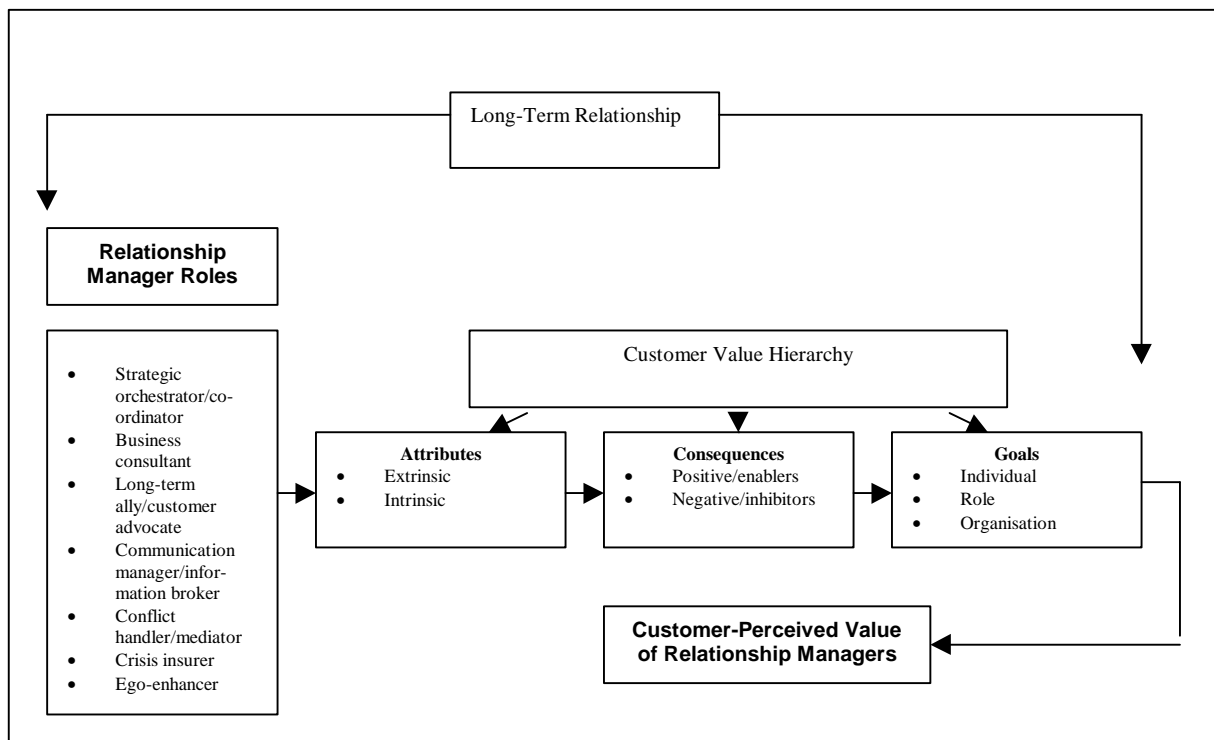 Long-Term Relationship
Relationship
Manager Roles
• Strategic
orchestrator/co-
ordinator
• Business
consultant
• Long-term
ally/customer
advocate
• Communication
manager/infor-
mation broker
• Conflict
handler/mediator
• Crisis insurer
• Ego-enhancer
Customer Value Hierarchy
Attributes
• Extrinsic
• Intrinsic
Consequences
• Positive/enablers
• Negative/inhibitors
Goals
• Individual
• Role
• Organisation
Customer-Perceived Value
of Relationship Managers